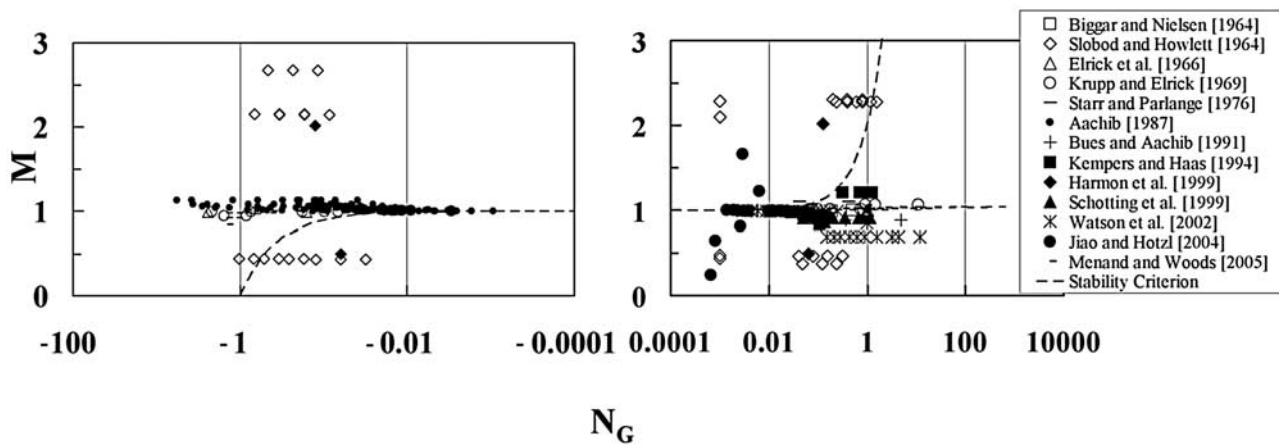 3
2
M
1
0
-100
-1
-0.01
-0.0001
3
2
1
0
0.0001
0.01
1
100
10000
N_G
Biggar and Nielsen [1964]
Slobod and Howlett [1964]
Elrick et al. [1966]
Krupp and Elrick [1969]
Starr and Parlange [1976]
Aachib [1987]
Bues and Aachib [1991]
Kempers and Haas [1994]
Harmon et al. [1999]
Schotting et al. [1999]
Watson et al. [2002]
Jiao and Hotzl [2004]
Menand and Woods [2005]
Stability Criterion